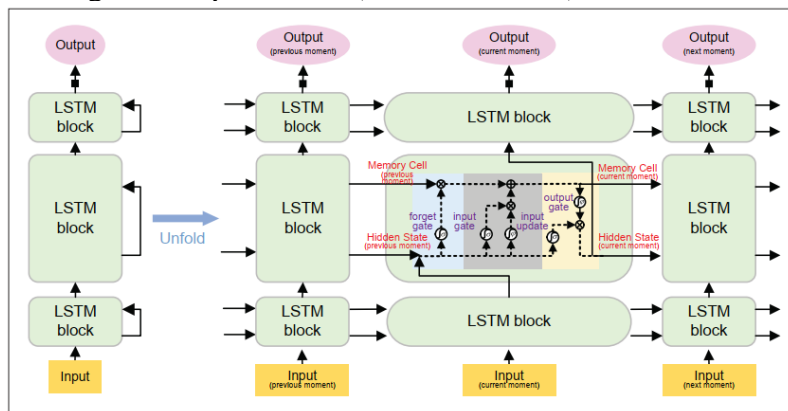 Output
Output
(previous moment)
Output
(current moment)
Output
(next moment)
LSTM
block
LSTM
block
LSTM block
LSTM
block
LSTM
block
Unfold
LSTM
block
Memory Cell
(previous
moment)
Hidden State
(previous moment)
forget
gate
input
gate
input
update
output
gate
Memory Cell
(current moment)
Hidden State
(current moment)
LSTM
block
LSTM
block
LSTM
block
LSTM block
LSTM
block
Input
Input
(previous moment)
Input
(current moment)
Input
(next moment)